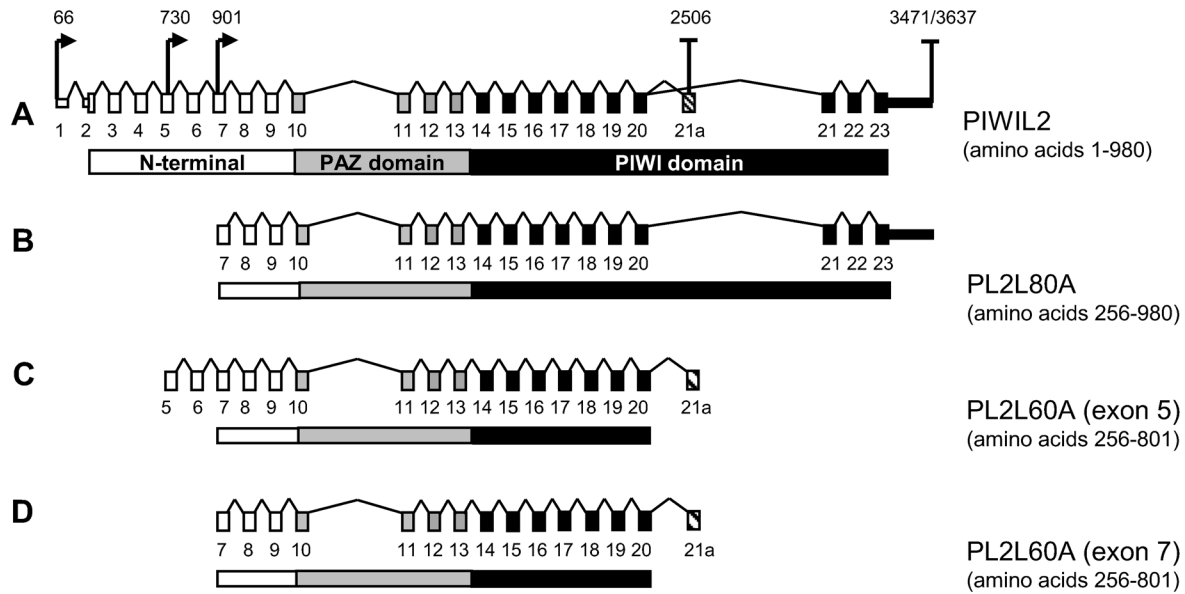 66 730 901 2506 3471/3637
A
1 2 3 4 5 6 7 8 9 10 11 12 13 14 15 16 17 18 19 20 21a 21 22 23
PIWIL2
(amino acids 1-980)
N-terminal PAZ domain PIWI domain
B
7 8 9 10 11 12 13 14 15 16 17 18 19 20 21 22 23
PL2L80A
(amino acids 256-980)
C
5 6 7 8 9 10 11 12 13 14 15 16 17 18 19 20 21a
PL2L60A (exon 5)
(amino acids 256-801)
D
7 8 9 10 11 12 13 14 15 16 17 18 19 20 21a
PL2L60A (exon 7)
(amino acids 256-801)